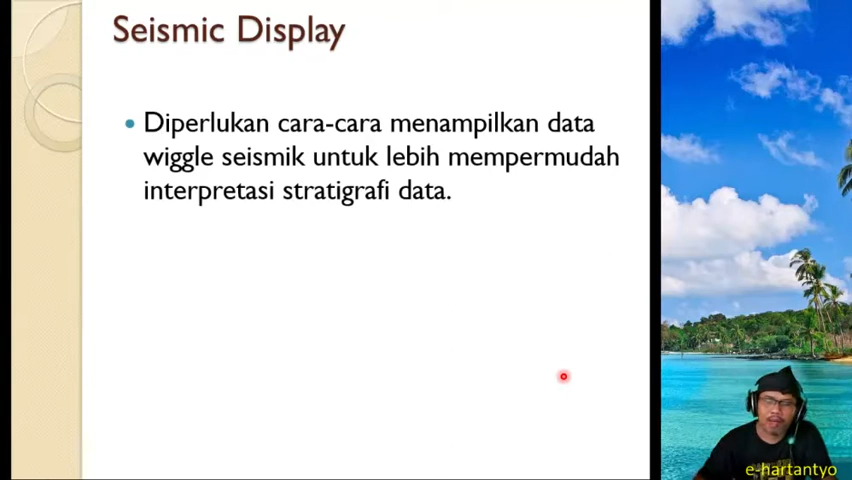 Seismic Display
Diperlukan cara-cara menampilkan data
wiggle seismik untuk lebih mempermudah
interpretasi stratigrafi data.
e-hartantyo